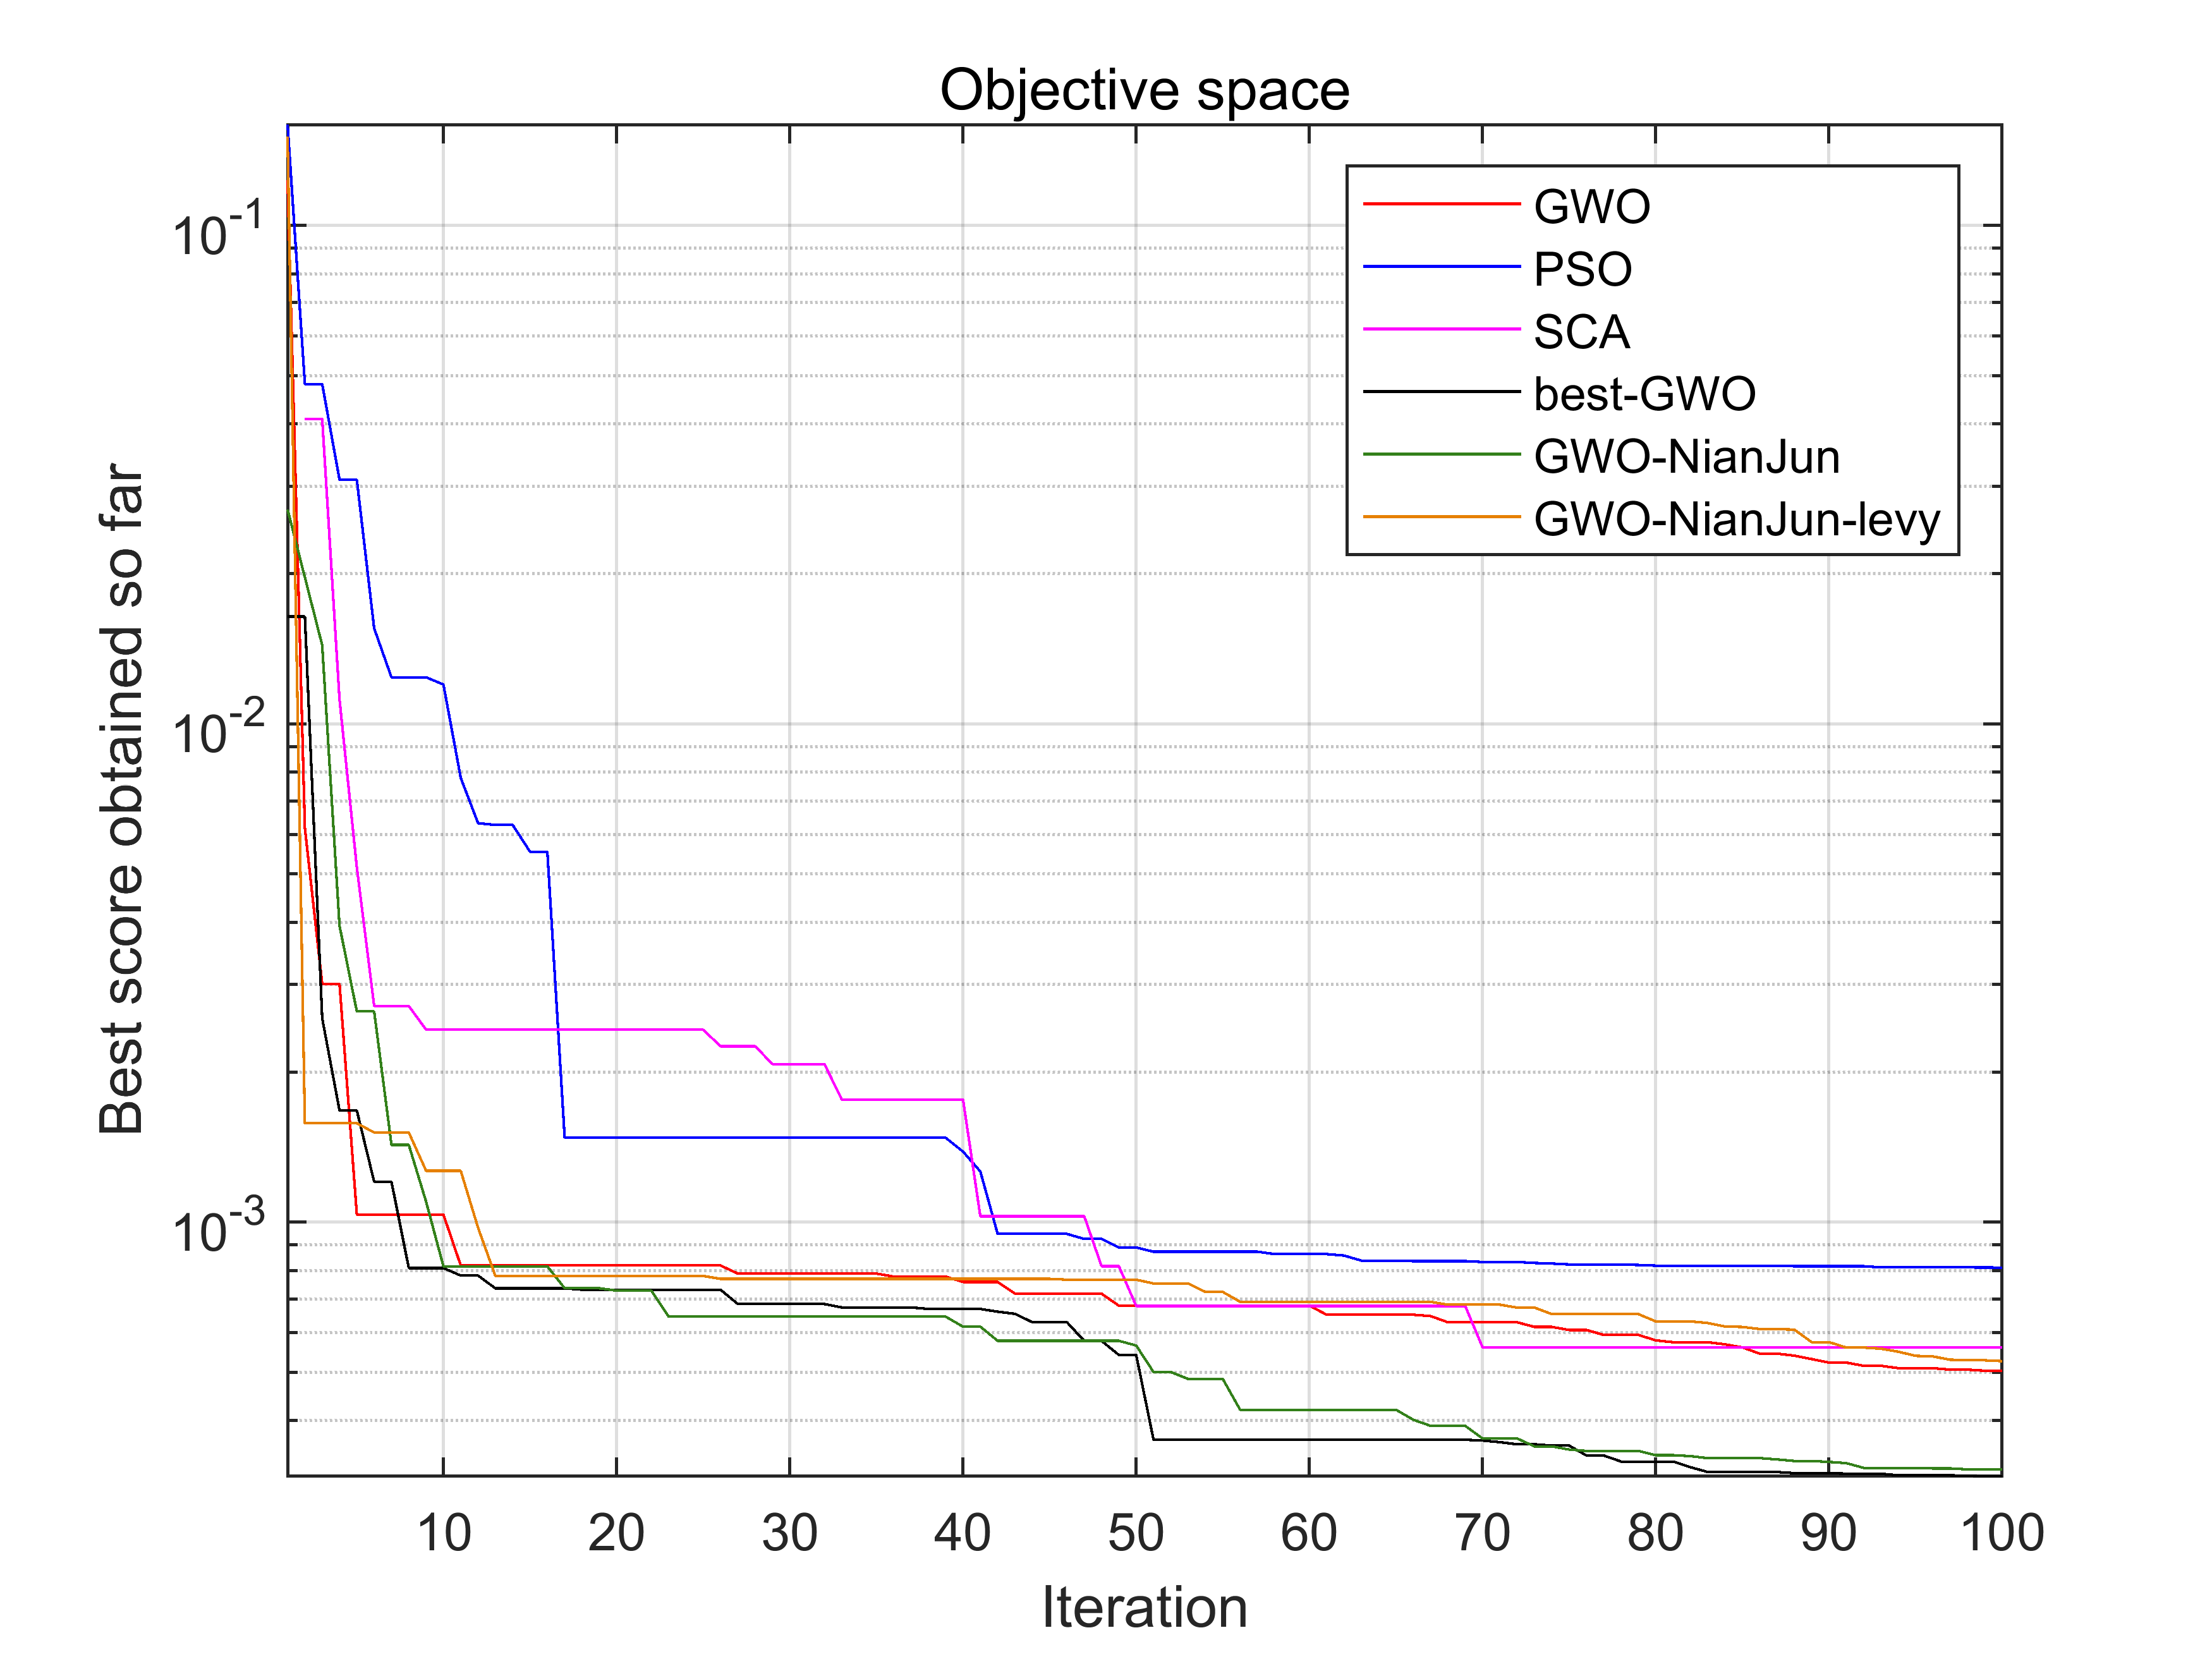 Objective space
GWO
PSO
SCA
best-GWO
GWO-NianJun
GWO-NianJun-levy
Best score obtained so far
10^-1
10^-2
10^-3
10 20 30 40 50 60 70 80 90 100
Iteration